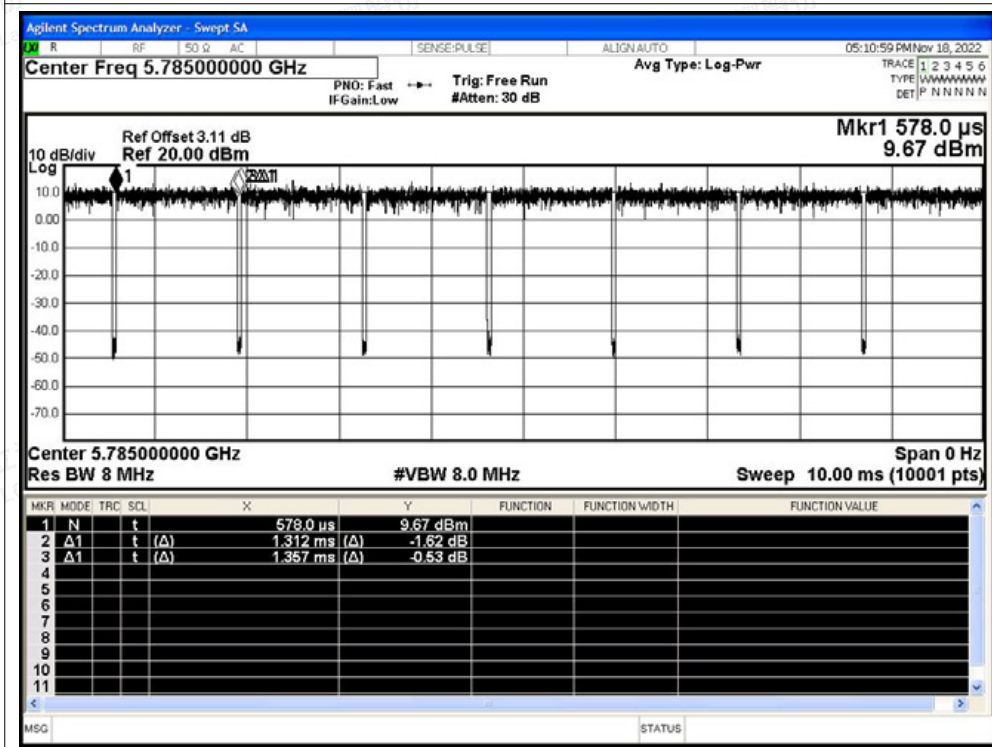 Agilent Spectrum Analyzer - Swept SA
LXI R RF 50 Ω AC SENSE:PULSE ALIGN AUTO 05:10:59 PM Nov 18, 2022
Center Freq 5.785000000 GHz
PNO: Fast
IFGain:Low
Trig: Free Run
#Atten: 30 dB
Avg Type: Log-Pwr
TRACE 1 2 3 4 5 6
TYPE WWWWWW
DET P N N N N N
Mkr1 578.0 µs
9.67 dBm
Ref Offset 3.11 dB
10 dB/div Ref 20.00 dBm
Log
1
10.0
0.00
-10.0
-20.0
-30.0
-40.0
-50.0
-60.0
-70.0
Center 5.785000000 GHz Span 0 Hz
Res BW 8 MHz #VBW 8.0 MHz Sweep 10.00 ms (10001 pts)
MKR MODE TRC SCL X Y FUNCTION FUNCTION WIDTH FUNCTION VALUE
1 N t 578.0 µs 9.67 dBm
2 Δ1 t (Δ) 1.312 ms (Δ) -1.62 dB
3 Δ1 t (Δ) 1.357 ms (Δ) -0.53 dB
4
5
6
7
8
9
10
11
MSG STATUS